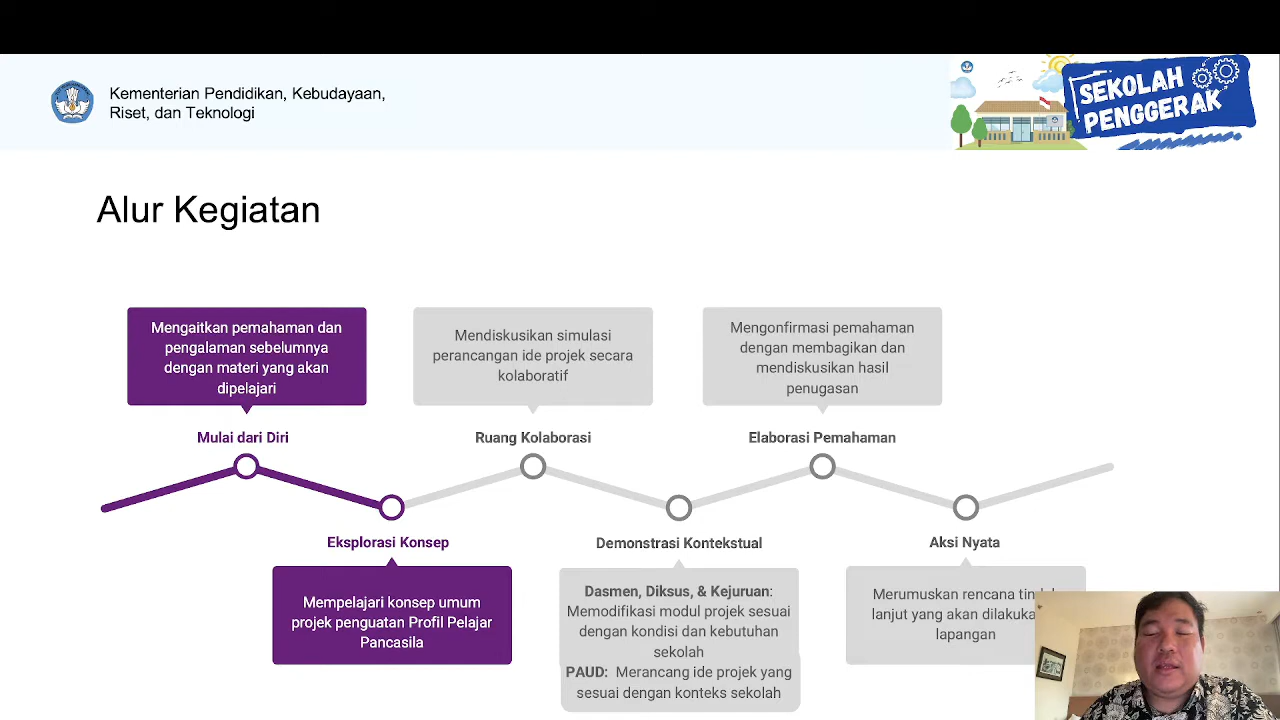 Kementerian Pendidikan, Kebudayaan,
Riset, dan Teknologi
SEKOLAH
PENGGERAK
Alur Kegiatan
Mengaitkan pemahaman dan
pengalaman sebelumnya
dengan materi yang akan
dipelajari
Mendiskusikan simulasi
perancangan ide projek secara
kolaboratif
Mengonfirmasi pemahaman
dengan membagikan dan
mendiskusikan hasil
penugasan
Mulai dari Diri
Ruang Kolaborasi
Elaborasi Pemahaman
Eksplorasi Konsep
Demonstrasi Kontekstual
Aksi Nyata
Mempelajari konsep umum
projek penguatan Profil Pelajar
Pancasila
Dasmen, Diksus, & Kejuruan:
Memodifikasi modul projek sesuai
dengan kondisi dan kebutuhan
sekolah
PAUD: Merancang ide projek yang
sesuai dengan konteks sekolah
Merumuskan rencana
lanjut yang akan
lapangan